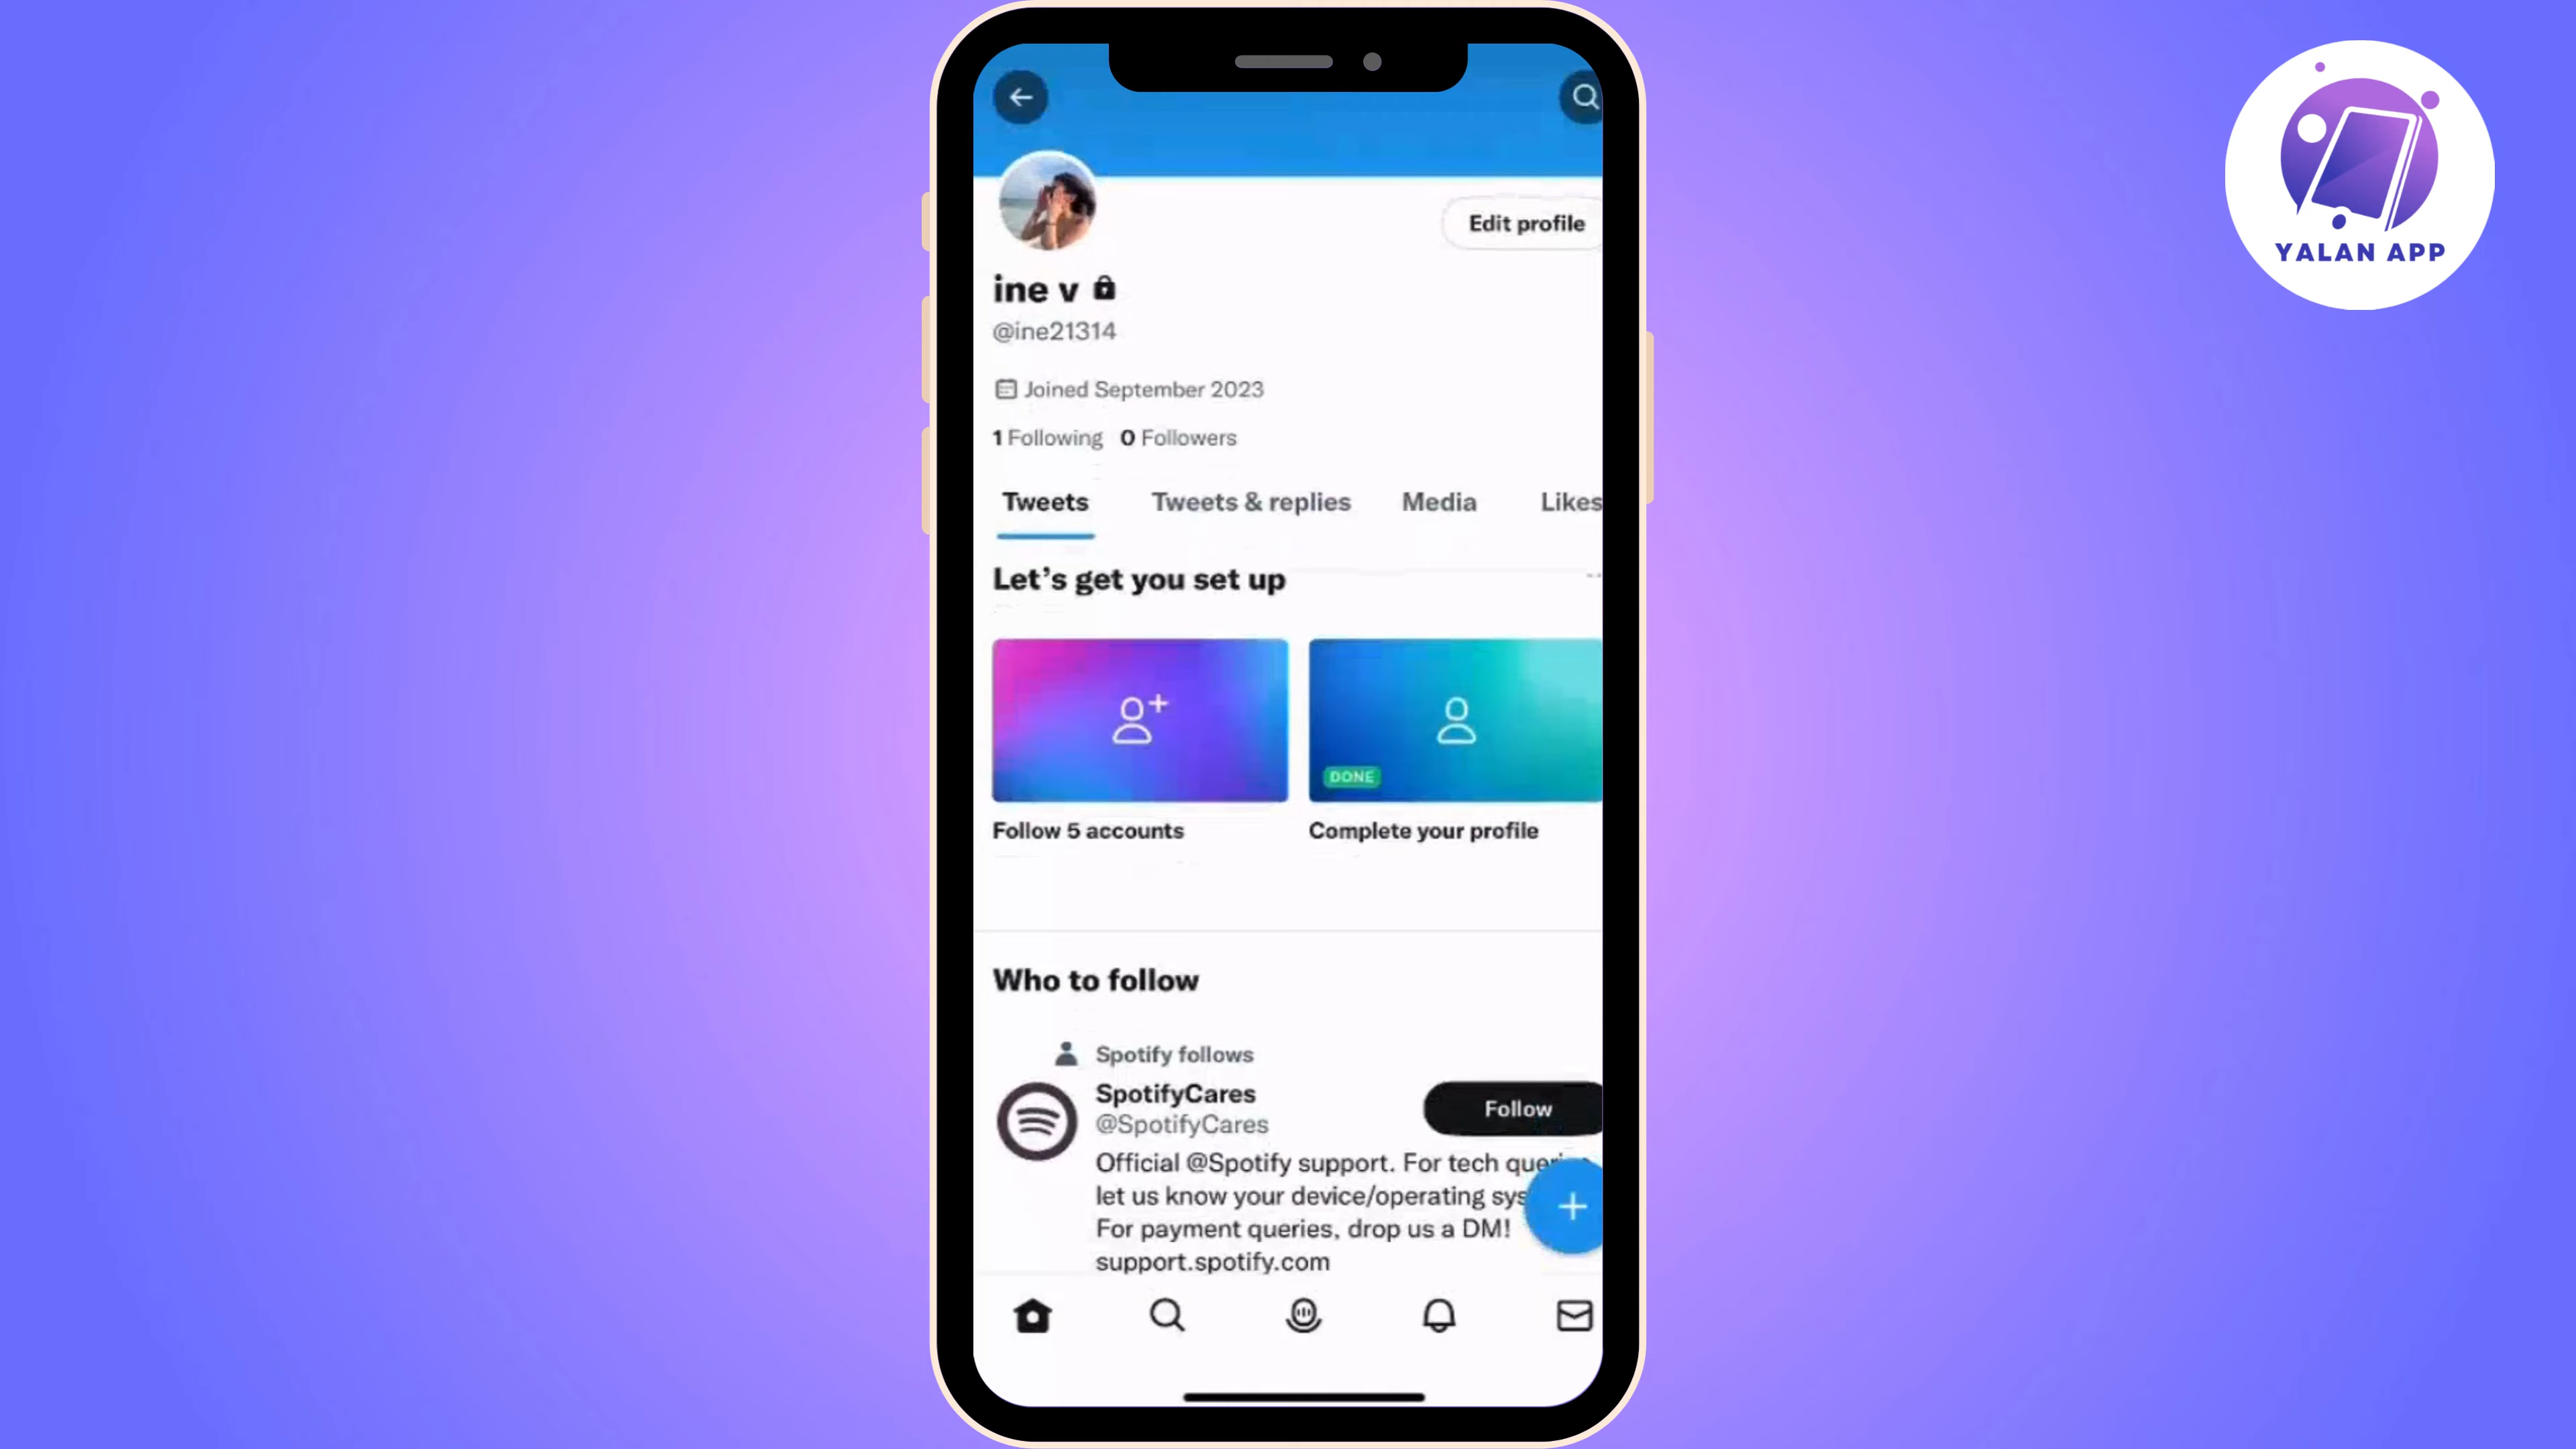 YALAN APP
Edit profile
ine v
@ine21314
Joined September 2023
1 Following 0 Followers
Tweets Tweets & replies Media Likes
Let’s get you set up
DONE
Follow 5 accounts Complete your profile
Who to follow
Spotify follows
SpotifyCares
@SpotifyCares
Follow
Official @Spotify support. For tech
let us know your device/operating
For payment queries, drop us a DM!
support.spotify.com